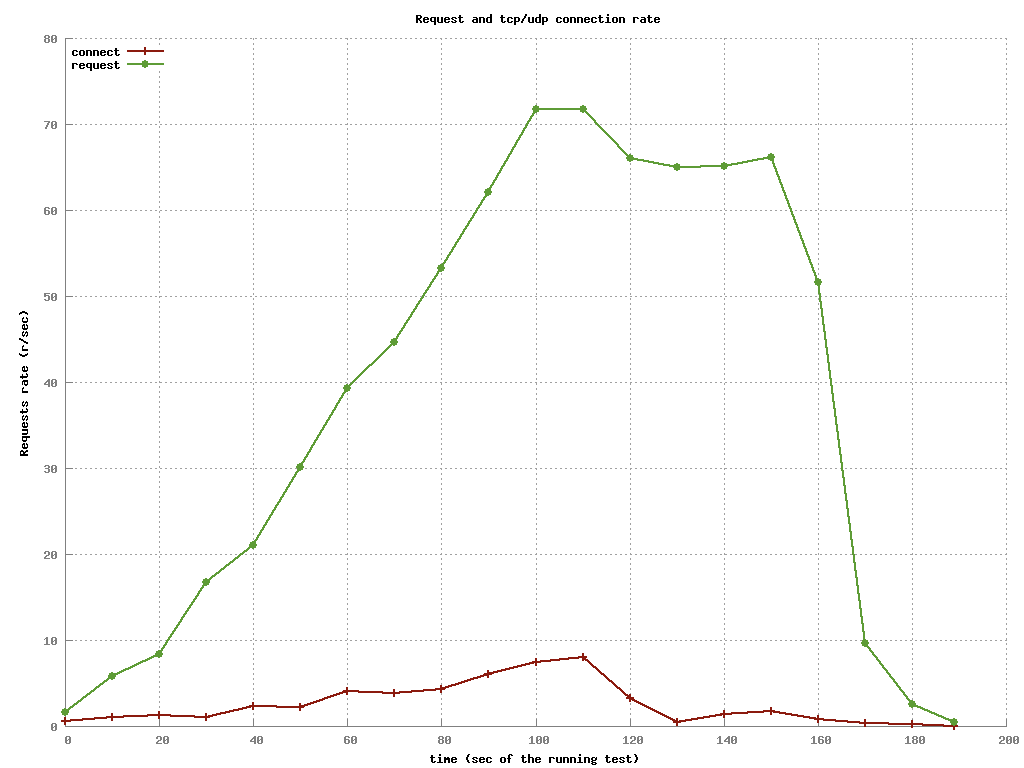 Request and tcp/udp connection rate
connect
request
80
70
60
50
40
30
20
10
0
Requests rate (r/sec)
0 20 40 60 80 100 120 140 160 180 200
time (sec of the running test)